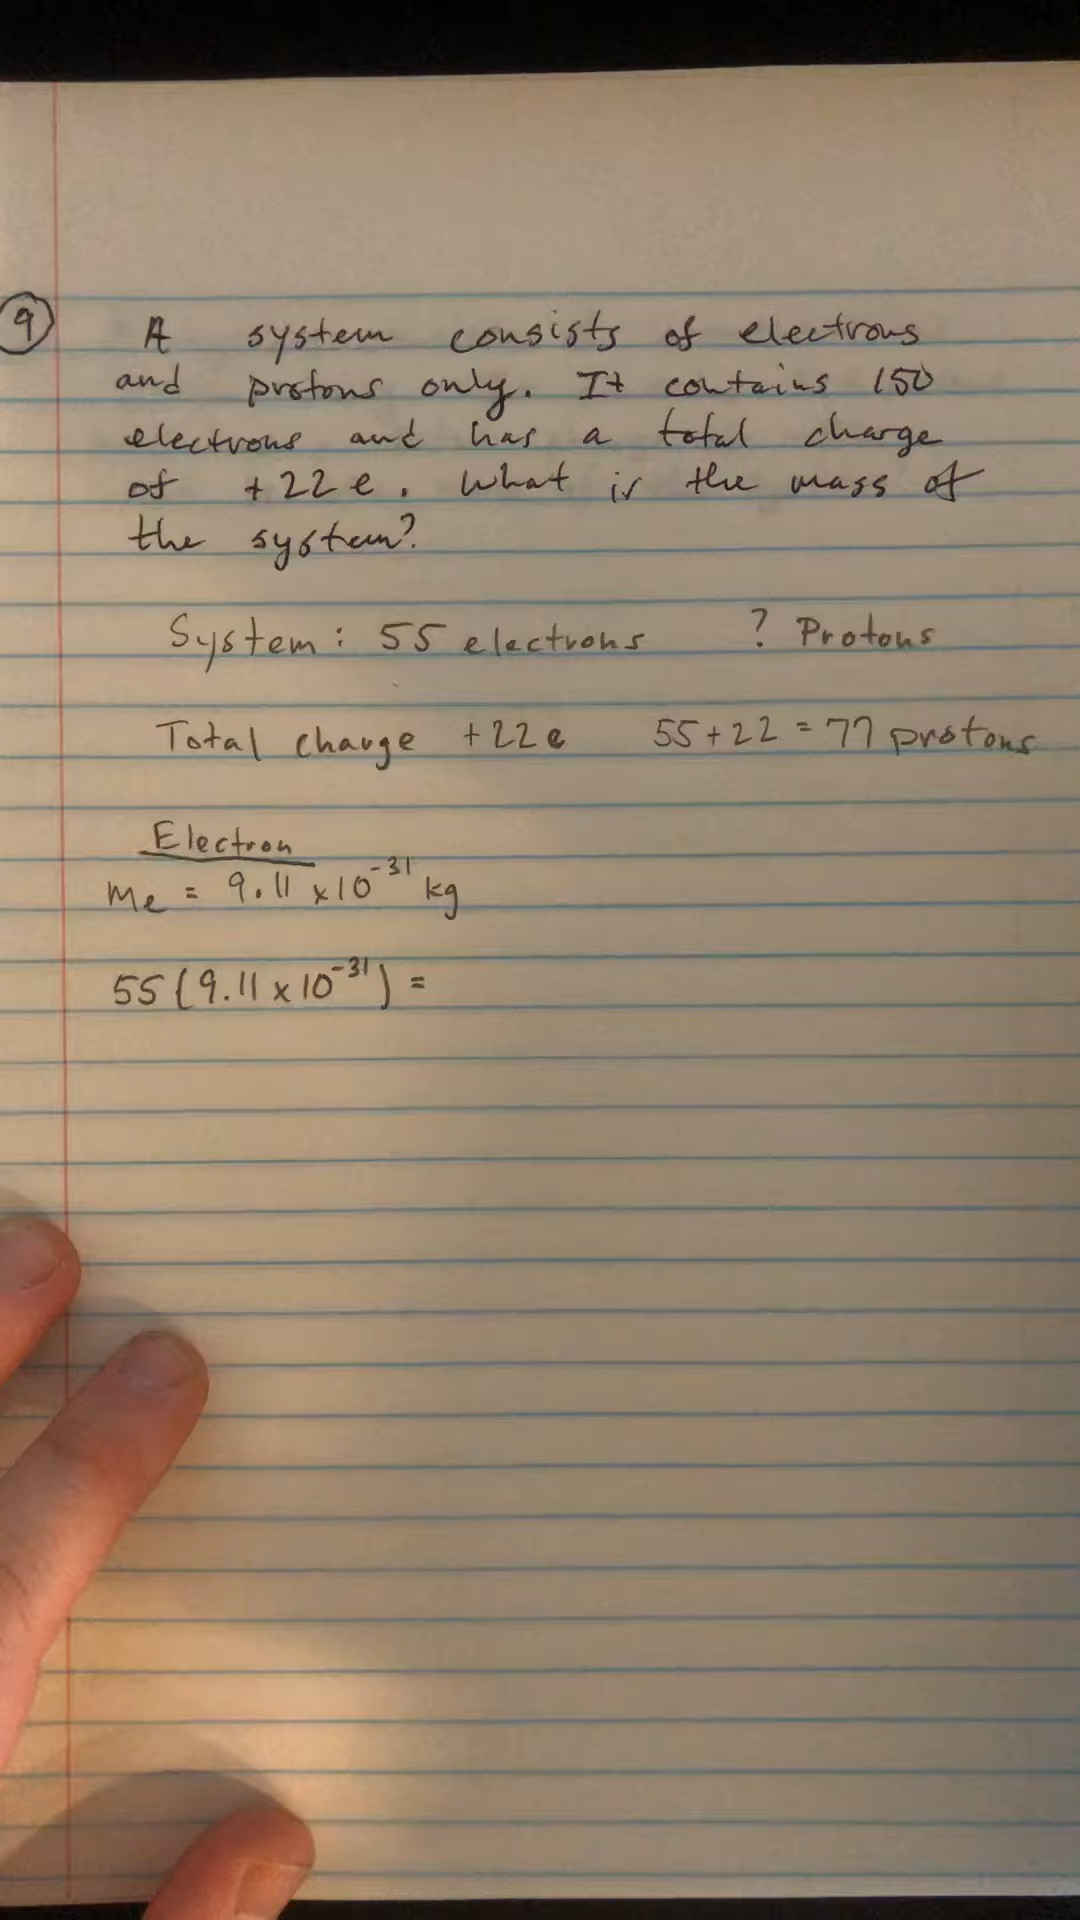 9 A system consists of electrons
and protons only. It contains 150
electrons and has a total charge
of +22e. What is the mass of
the system?
System: 55 electrons ? Protons
Total charge +22e 55+22=77 protons
Electron
Me = 9.11 x10⁻³¹ kg
55(9.11 x 10⁻³¹) =